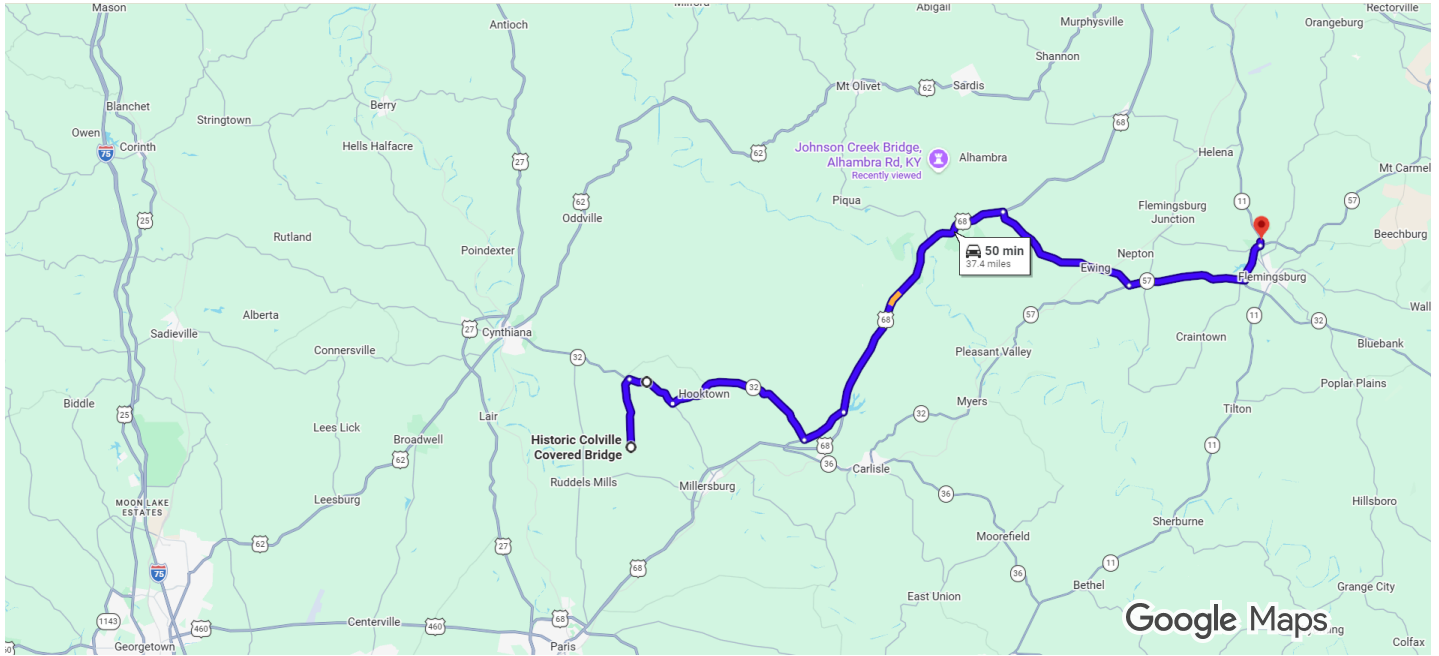 Mason
Milford
Abigail
11
Rectorville
Antioch
Murphysville
Orangeburg
Shannon
Blanchet
Berry
Mt Olivet
62
Sardis
Stringtown
68
Owen
75
Corinth
Hells Halfacre
62
Johnson Creek Bridge,
Alhambra Rd, KY
Recently viewed
Alhambra
Helena
27
Mt Carmel
62
Piqua
11
57
25
Oddville
68
Flemingsburg
Junction
Rutland
Poindexter
50 min
37.4 miles
Nepton
Beechburg
Ewing
57
Flemingsburg
Alberta
27
Cynthiana
68
57
11
32
Wall
Sadieville
Connersville
32
Pleasant Valley
Craintown
Bluebank
Hooktown
32
Poplar Plains
Biddle
25
Lees Lick
Lair
Myers
32
Tilton
Broadwell
62
Historic Colville
Covered Bridge
68
36
Carlisle
11
Ruddels Mills
Millersburg
MOON LAKE
ESTATES
Leesburg
36
Hillsboro
Sherburne
62
27
Moorefield
75
68
36
11
Bethel
Grange City
East Union
1143
460
Centerville
460
68
Google Maps
Georgetown
Paris
Colfax